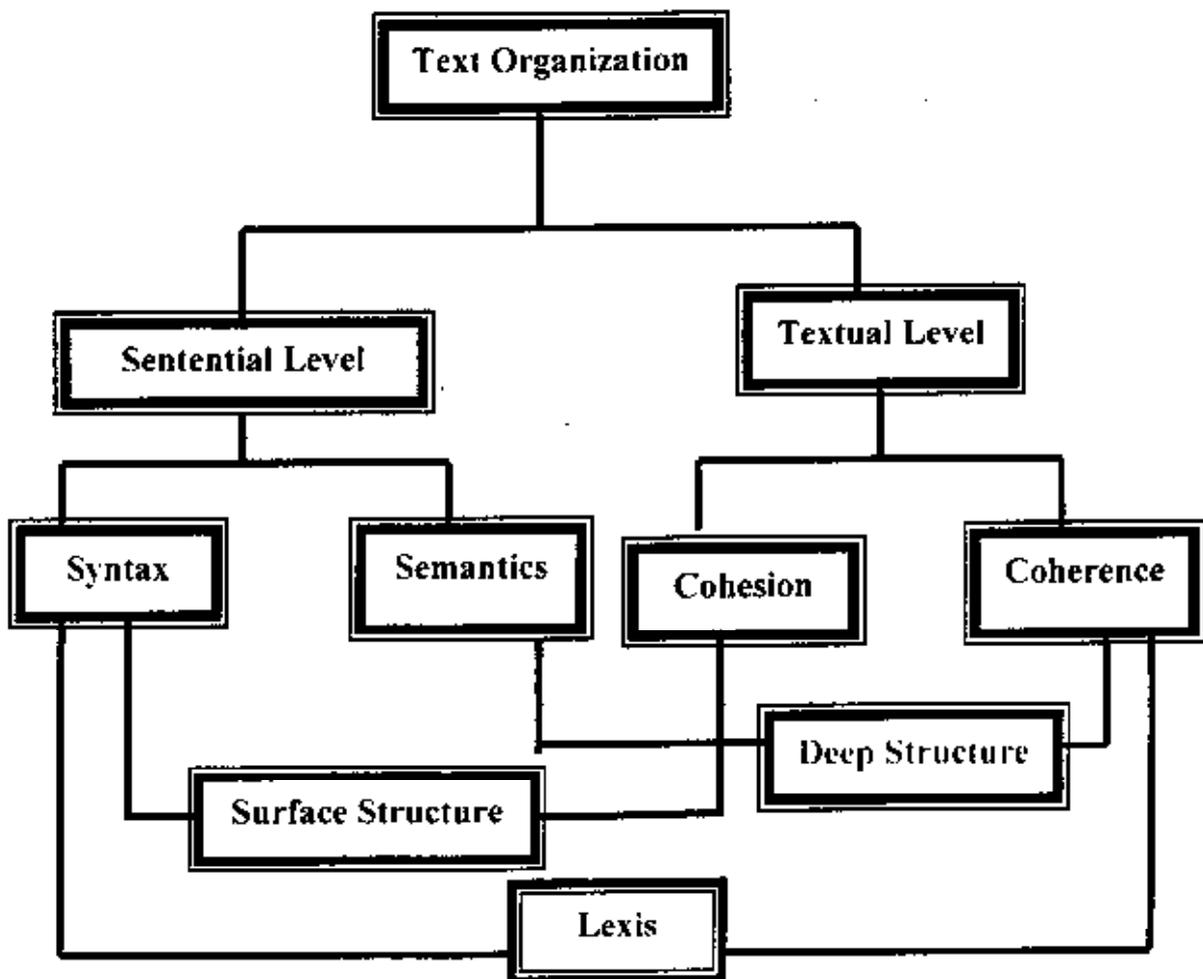 Text Organization
Sentential Level
Textual Level
Syntax
Semantics
Cohesion
Coherence
Deep Structure
Surface Structure
Lexis